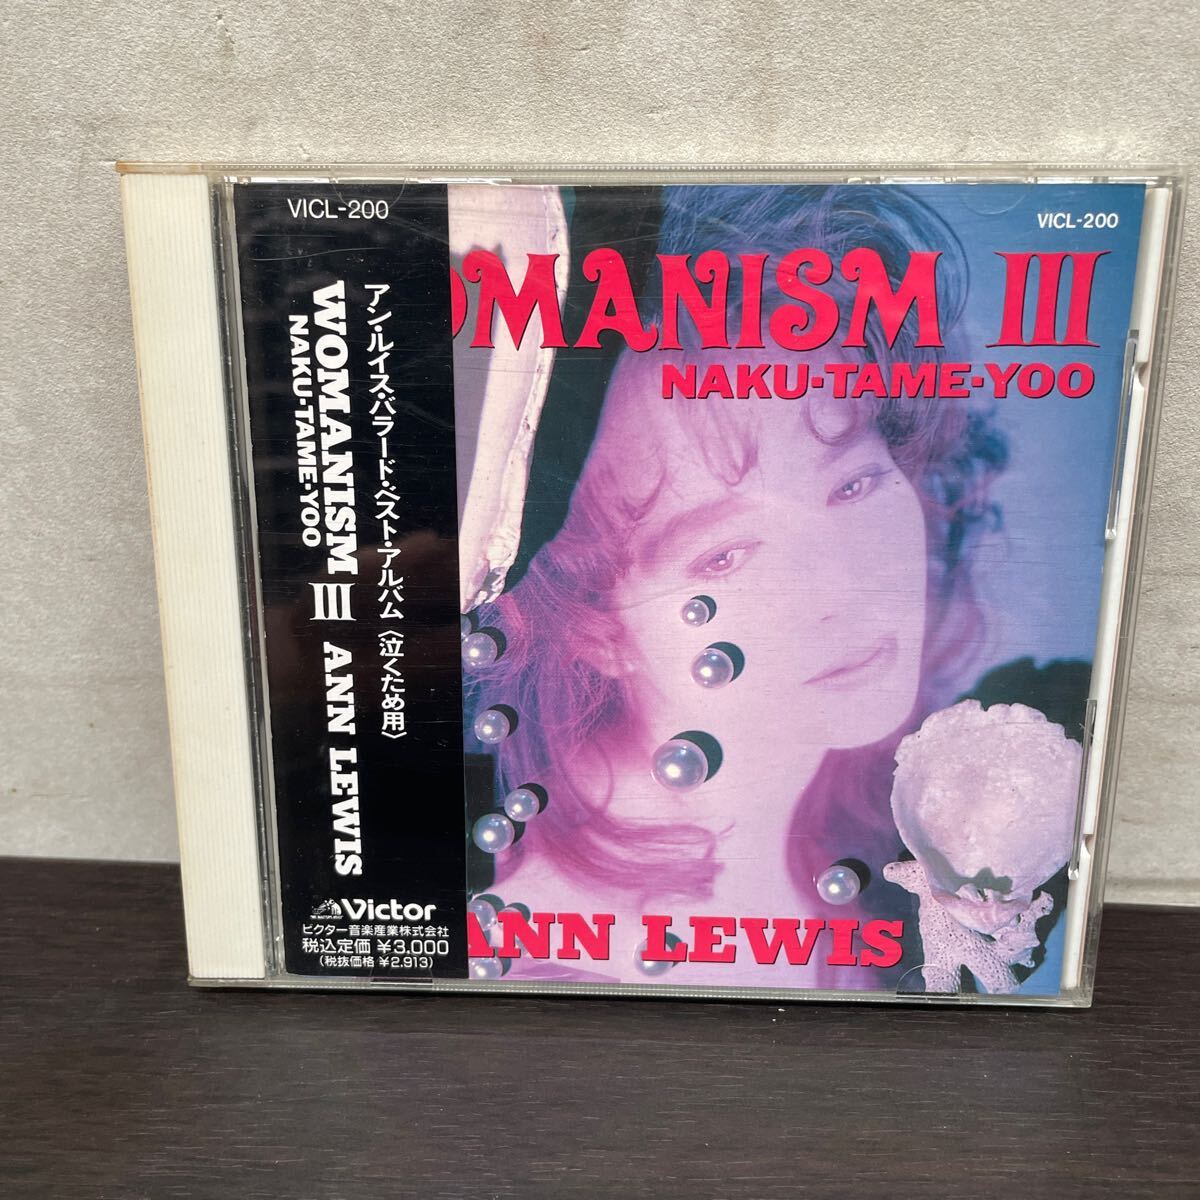 VICL-200
アン・ルイス・バラード・ベスト・アルバム〈泣くため用〉
WOMANISM III ANN LEWIS
NAKU-TAME-YOO
Victor
ビクター音楽産業株式会社
税込定価 ¥3,000
(税抜価格 ¥2,913)
VICL-200
OMANISM III
NAKU-TAME-YOO
ANN LEWIS